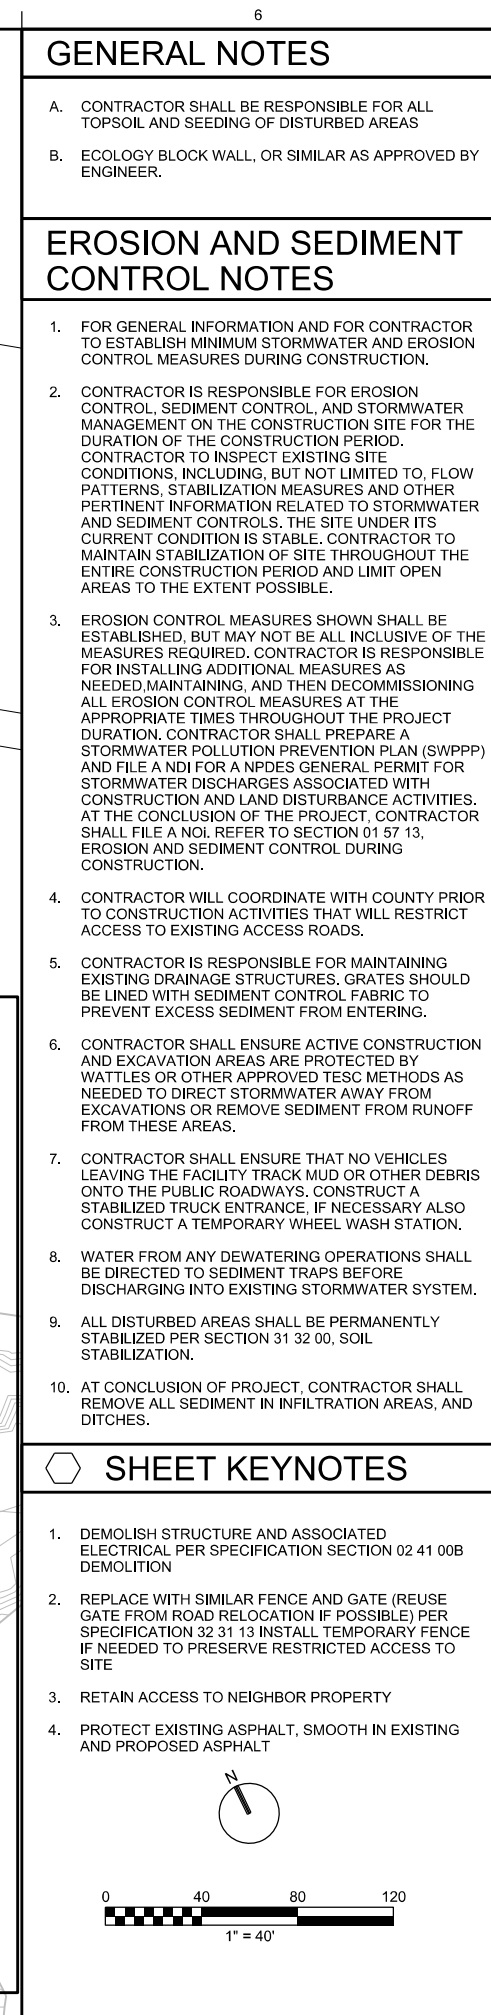 6
GENERAL NOTES
A. CONTRACTOR SHALL BE RESPONSIBLE FOR ALL
TOPSOIL AND SEEDING OF DISTURBED AREAS
B. ECOLOGY BLOCK WALL, OR SIMILAR AS APPROVED BY
ENGINEER.
EROSION AND SEDIMENT
CONTROL NOTES
1. FOR GENERAL INFORMATION AND FOR CONTRACTOR
TO ESTABLISH MINIMUM STORMWATER AND EROSION
CONTROL MEASURES DURING CONSTRUCTION.
2. CONTRACTOR IS RESPONSIBLE FOR EROSION
CONTROL, SEDIMENT CONTROL, AND STORMWATER
MANAGEMENT ON THE CONSTRUCTION SITE FOR THE
DURATION OF THE CONSTRUCTION PERIOD.
CONTRACTOR TO INSPECT EXISTING SITE
CONDITIONS, INCLUDING, BUT NOT LIMITED TO, FLOW
PATTERNS, STABILIZATION MEASURES AND OTHER
PERTINENT INFORMATION RELATED TO STORMWATER
AND SEDIMENT CONTROLS. THE SITE UNDER ITS
CURRENT CONDITION IS STABLE. CONTRACTOR TO
MAINTAIN STABILIZATION OF SITE THROUGHOUT THE
ENTIRE CONSTRUCTION PERIOD AND LIMIT OPEN
AREAS TO THE EXTENT POSSIBLE.
3. EROSION CONTROL MEASURES SHOWN SHALL BE
ESTABLISHED, BUT MAY NOT BE ALL INCLUSIVE OF THE
MEASURES REQUIRED. CONTRACTOR IS RESPONSIBLE
FOR INSTALLING ADDITIONAL MEASURES AS
NEEDED,MAINTAINING, AND THEN DECOMMISSIONING
ALL EROSION CONTROL MEASURES AT THE
APPROPRIATE TIMES THROUGHOUT THE PROJECT
DURATION. CONTRACTOR SHALL PREPARE A
STORMWATER POLLUTION PREVENTION PLAN (SWPPP)
AND FILE A NDI FOR A NPDES GENERAL PERMIT FOR
STORMWATER DISCHARGES ASSOCIATED WITH
CONSTRUCTION AND LAND DISTURBANCE ACTIVITIES.
AT THE CONCLUSION OF THE PROJECT, CONTRACTOR
SHALL FILE A NOi. REFER TO SECTION 01 57 13,
EROSION AND SEDIMENT CONTROL DURING
CONSTRUCTION.
4. CONTRACTOR WILL COORDINATE WITH COUNTY PRIOR
TO CONSTRUCTION ACTIVITIES THAT WILL RESTRICT
ACCESS TO EXISTING ACCESS ROADS.
5. CONTRACTOR IS RESPONSIBLE FOR MAINTAINING
EXISTING DRAINAGE STRUCTURES. GRATES SHOULD
BE LINED WITH SEDIMENT CONTROL FABRIC TO
PREVENT EXCESS SEDIMENT FROM ENTERING.
6. CONTRACTOR SHALL ENSURE ACTIVE CONSTRUCTION
AND EXCAVATION AREAS ARE PROTECTED BY
WATTLES OR OTHER APPROVED TESC METHODS AS
NEEDED TO DIRECT STORMWATER AWAY FROM
EXCAVATIONS OR REMOVE SEDIMENT FROM RUNOFF
FROM THESE AREAS.
7. CONTRACTOR SHALL ENSURE THAT NO VEHICLES
LEAVING THE FACILITY TRACK MUD OR OTHER DEBRIS
ONTO THE PUBLIC ROADWAYS. CONSTRUCT A
STABILIZED TRUCK ENTRANCE, IF NECESSARY ALSO
CONSTRUCT A TEMPORARY WHEEL WASH STATION.
8. WATER FROM ANY DEWATERING OPERATIONS SHALL
BE DIRECTED TO SEDIMENT TRAPS BEFORE
DISCHARGING INTO EXISTING STORMWATER SYSTEM.
9. ALL DISTURBED AREAS SHALL BE PERMANENTLY
STABILIZED PER SECTION 31 32 00, SOIL
STABILIZATION.
10. AT CONCLUSION OF PROJECT, CONTRACTOR SHALL
REMOVE ALL SEDIMENT IN INFILTRATION AREAS, AND
DITCHES.
SHEET KEYNOTES
1. DEMOLISH STRUCTURE AND ASSOCIATED
ELECTRICAL PER SPECIFICATION SECTION 02 41 00B
DEMOLITION
2. REPLACE WITH SIMILAR FENCE AND GATE (REUSE
GATE FROM ROAD RELOCATION IF POSSIBLE) PER
SPECIFICATION 32 31 13 INSTALL TEMPORARY FENCE
IF NEEDED TO PRESERVE RESTRICTED ACCESS TO
SITE
3. RETAIN ACCESS TO NEIGHBOR PROPERTY
4. PROTECT EXISTING ASPHALT, SMOOTH IN EXISTING
AND PROPOSED ASPHALT
N
0 40 80 120
1" = 40'